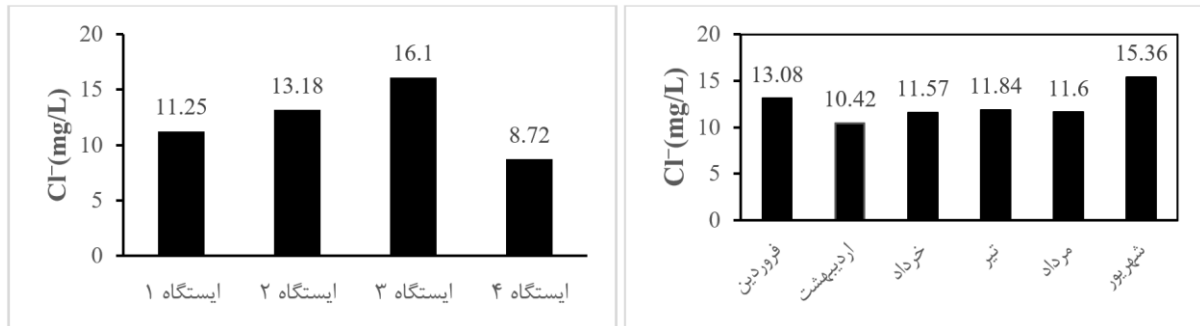 Cl⁻(mg/L)
20
15
10
5
0
11.25
13.18
16.1
8.72
ایستگاه ۱
ایستگاه ۲
ایستگاه ۳
ایستگاه ۴
Cl⁻(mg/L)
20
15
10
5
0
13.08
10.42
11.57
11.84
11.6
15.36
فروردین
اردیبهشت
خرداد
تیر
مرداد
شهریور